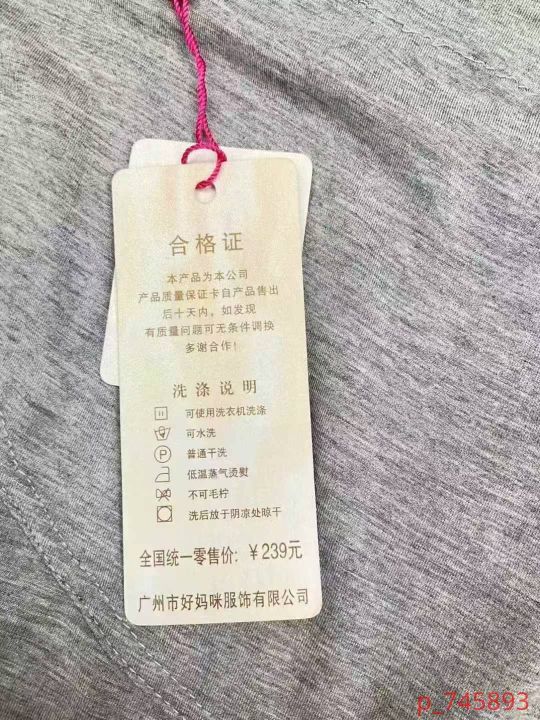 合格证
本产品为本公司
产品质量保证卡自产品售出
后十天内，如发现
有质量问题可无条件调换
多谢合作！
洗涤说明
可使用洗衣机洗涤
可水洗
P 普通干洗
低温蒸气烫熨
不可毛柠
洗后放于阴凉处晾干
全国统一零售价：￥239元
广州市好妈咪服饰有限公司
p_745893